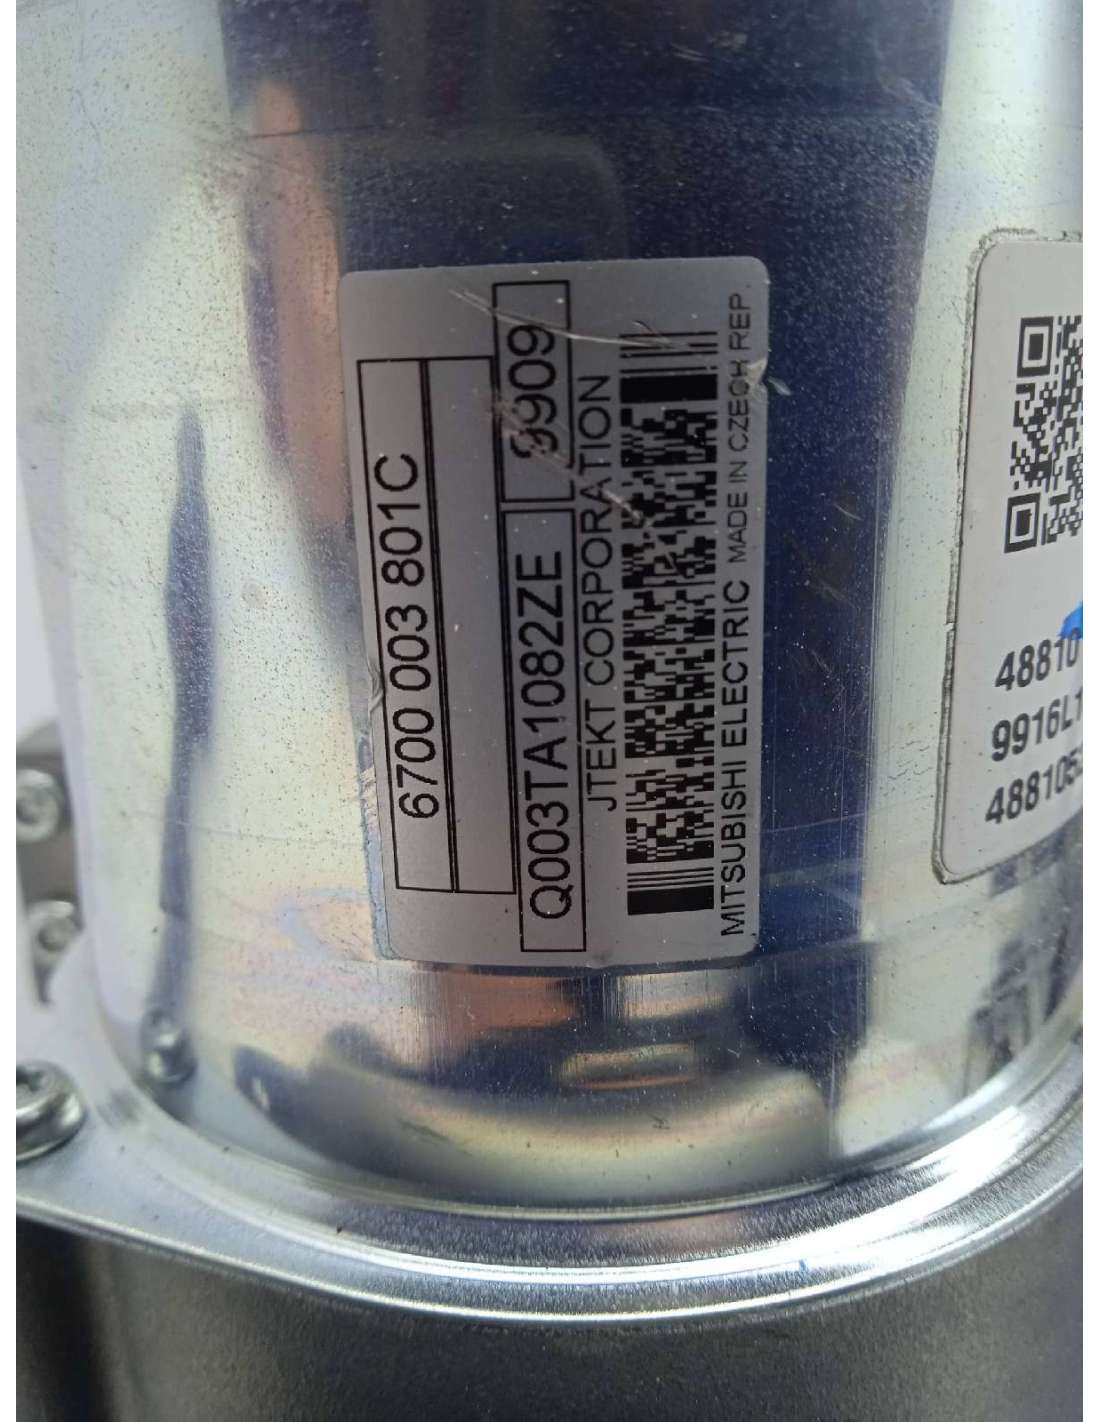 6700 003 801C
Q003TA1082ZE
9909
JTEKT CORPORATION
MITSUBISHI ELECTRIC MADE IN CZECH REP
48810
9916L1
488105